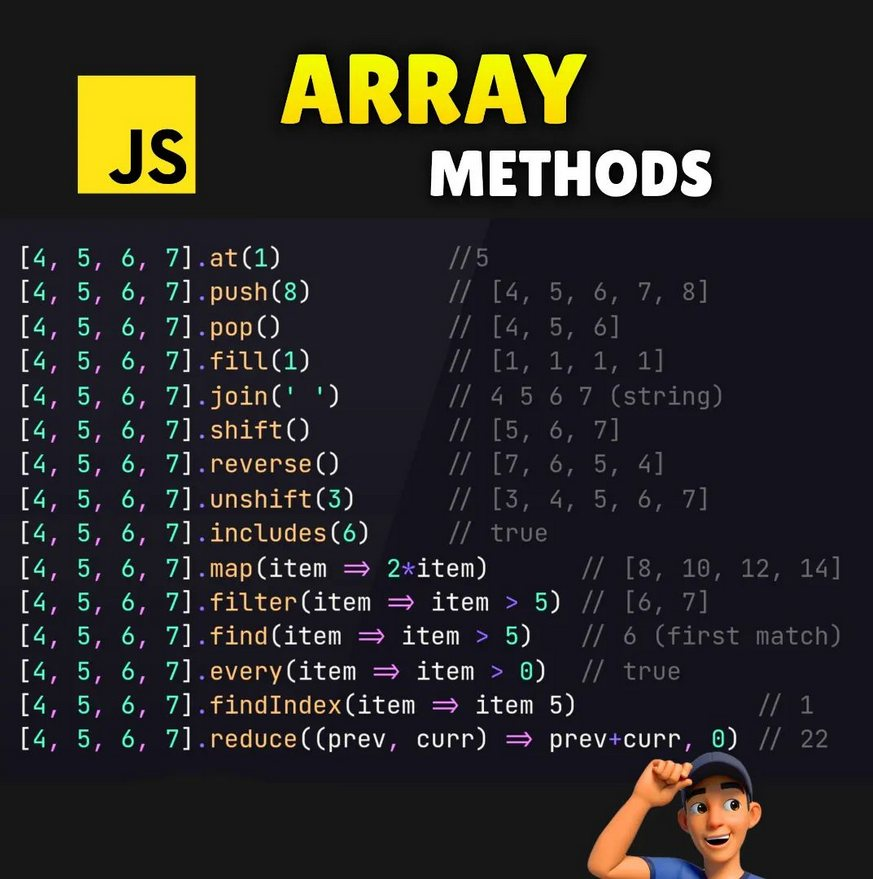 JS
ARRAY
METHODS
[4, 5, 6, 7].at(1) //5
[4, 5, 6, 7].push(8) // [4, 5, 6, 7, 8]
[4, 5, 6, 7].pop() // [4, 5, 6]
[4, 5, 6, 7].fill(1) // [1, 1, 1, 1]
[4, 5, 6, 7].join(' ') // 4 5 6 7 (string)
[4, 5, 6, 7].shift() // [5, 6, 7]
[4, 5, 6, 7].reverse() // [7, 6, 5, 4]
[4, 5, 6, 7].unshift(3) // [3, 4, 5, 6, 7]
[4, 5, 6, 7].includes(6) // true
[4, 5, 6, 7].map(item => 2*item) // [8, 10, 12, 14]
[4, 5, 6, 7].filter(item => item > 5) // [6, 7]
[4, 5, 6, 7].find(item => item > 5) // 6 (first match)
[4, 5, 6, 7].every(item => item > 0) // true
[4, 5, 6, 7].findIndex(item => item 5) // 1
[4, 5, 6, 7].reduce((prev, curr) => prev+curr, 0) // 22